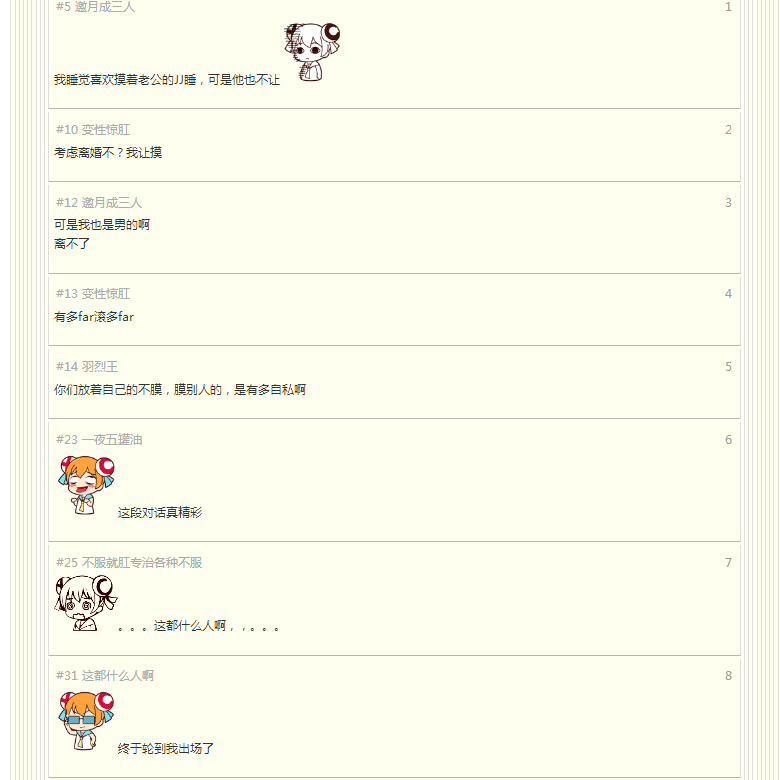 #5 邀月成三人 1
我睡觉喜欢摸着老公的JJ睡，可是他也不让
#10 变性惊肛 2
考虑离婚不？我让摸
#12 邀月成三人 3
可是我也是男的啊
离不了
#13 变性惊肛 4
有多far滚多far
#14 羽烈王 5
你们放着自己的不膜，膜别人的，是有多自私啊
#23 一夜五罐油 6
这段对话真精彩
#25 不服就肛专治各种不服 7
。。。这都什么人啊，，。。。
#31 这都什么人啊 8
终于轮到我出场了